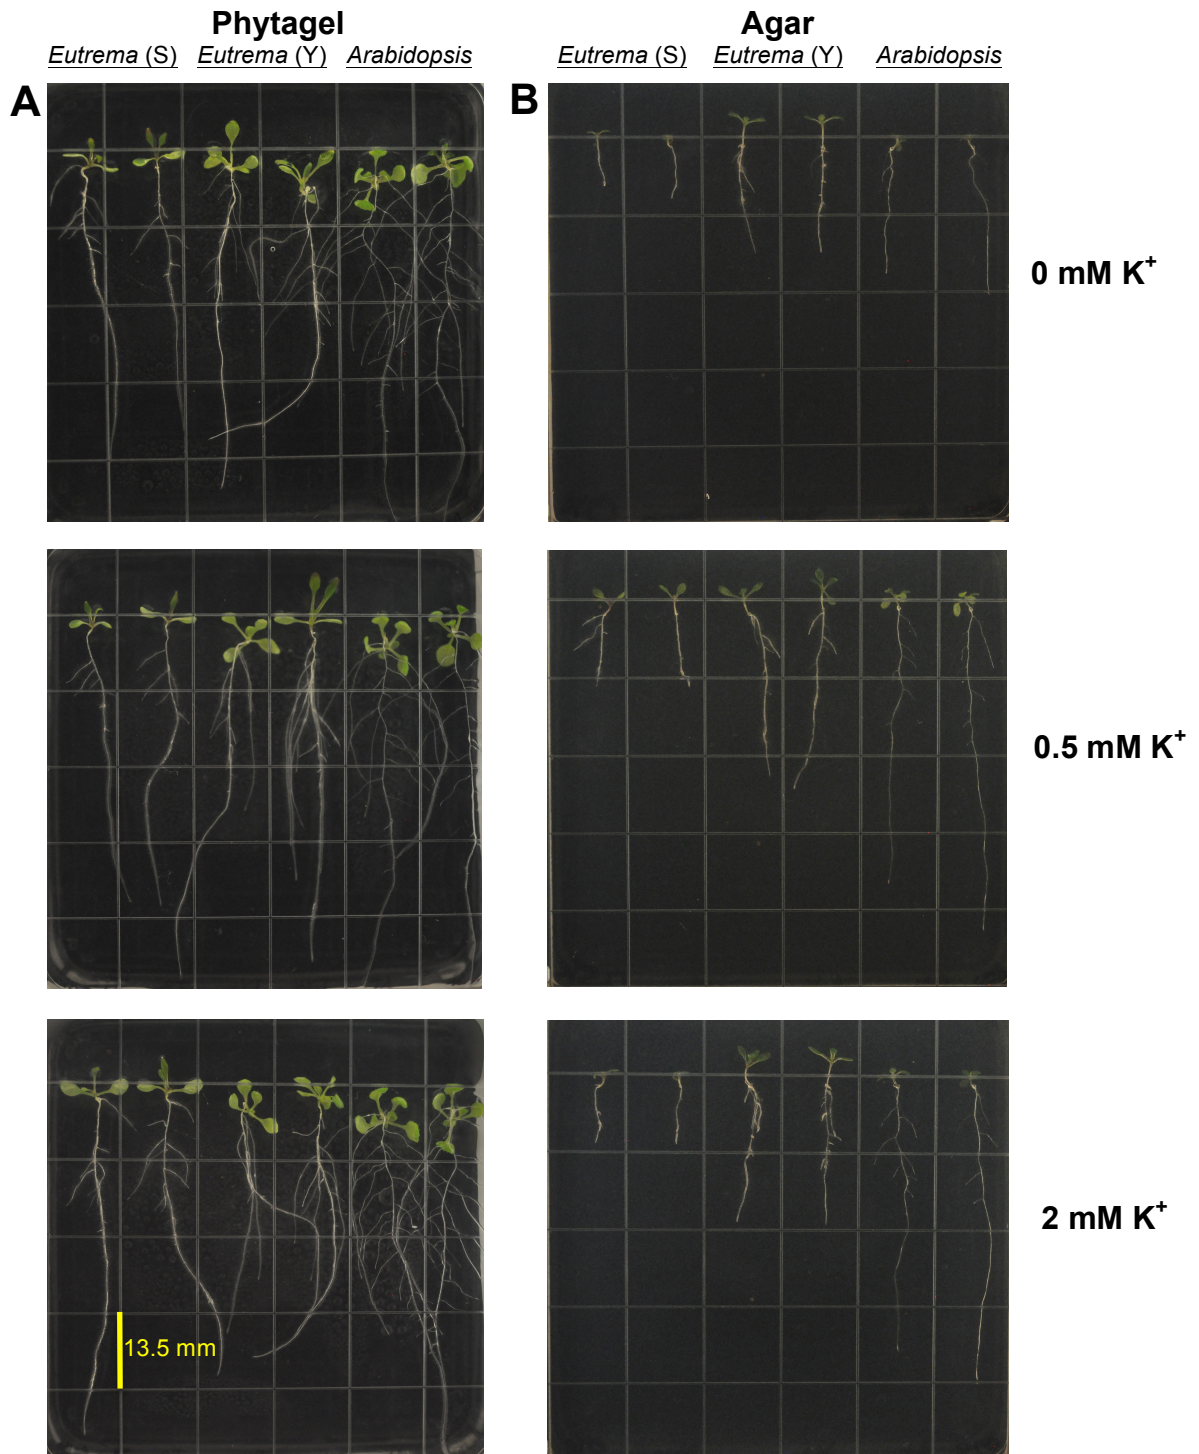 Phytagel
Agar
Eutrema (S) Eutrema (Y) Arabidopsis
Eutrema (S) Eutrema (Y) Arabidopsis
A
B
0 mM K⁺
0.5 mM K⁺
2 mM K⁺
13.5 mm